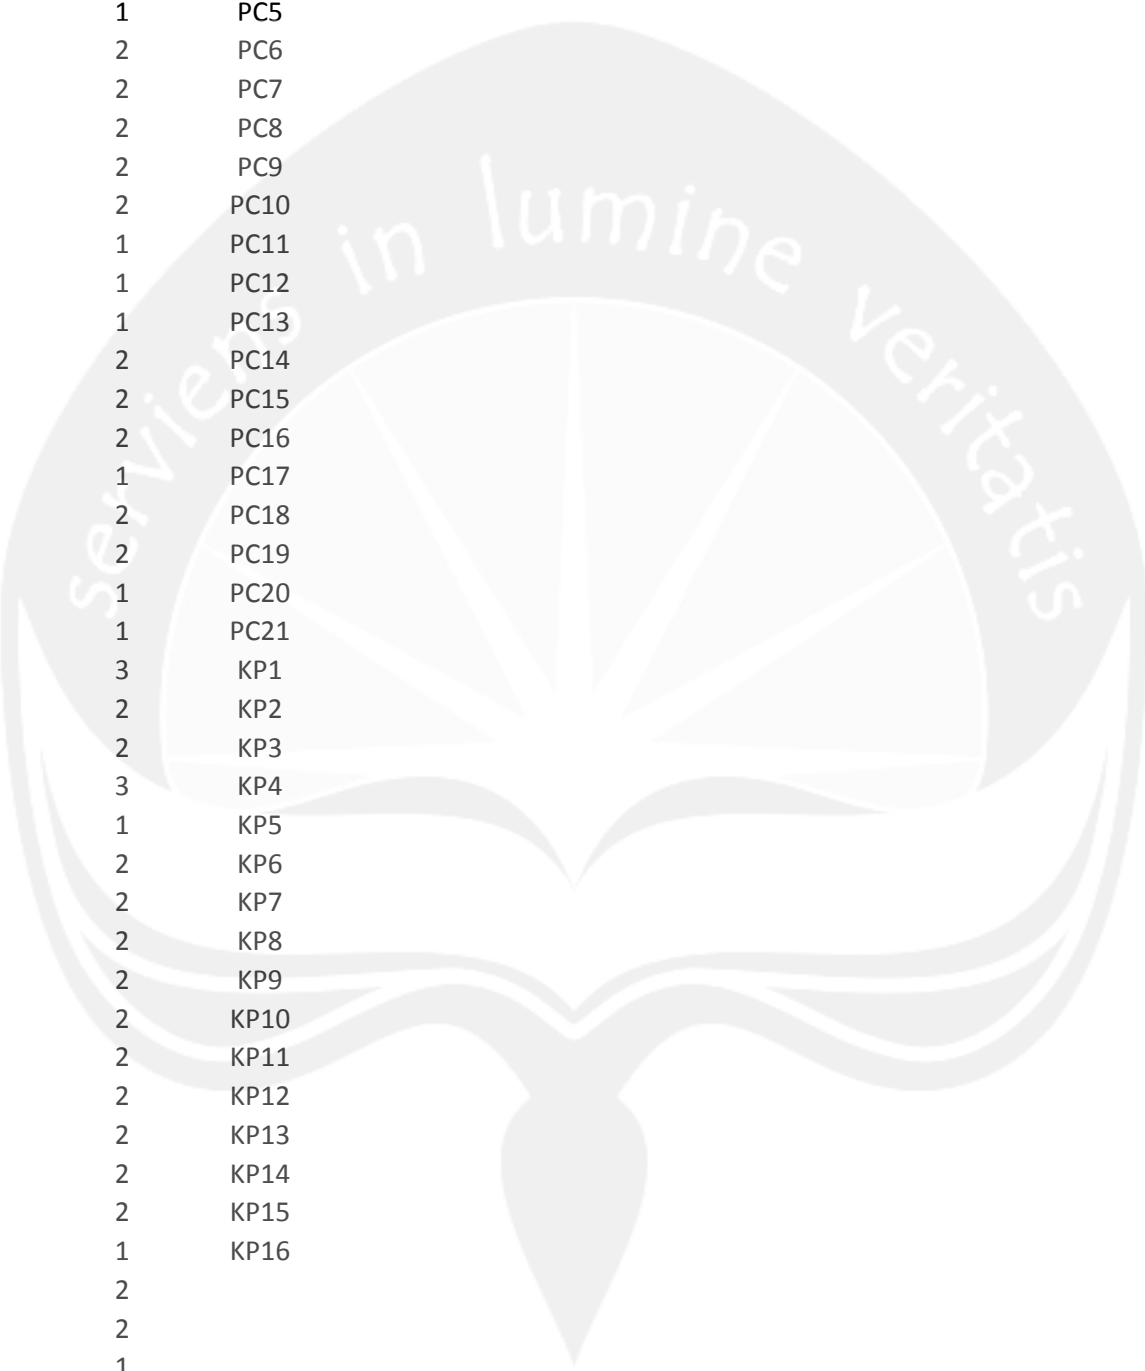 serviens in lumine veritatis
1 PC5
2 PC6
2 PC7
2 PC8
2 PC9
2 PC10
1 PC11
1 PC12
1 PC13
2 PC14
2 PC15
2 PC16
1 PC17
2 PC18
2 PC19
1 PC20
1 PC21
3 KP1
2 KP2
2 KP3
3 KP4
1 KP5
2 KP6
2 KP7
2 KP8
2 KP9
2 KP10
2 KP11
2 KP12
2 KP13
2 KP14
2 KP15
1 KP16
2
2
1